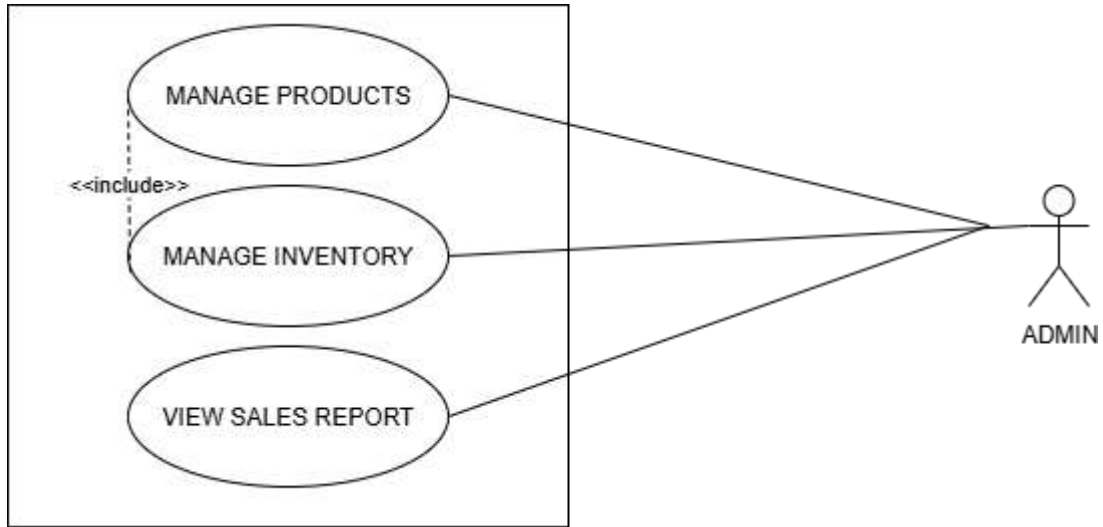 MANAGE PRODUCTS
<<include>>
MANAGE INVENTORY
ADMIN
VIEW SALES REPORT